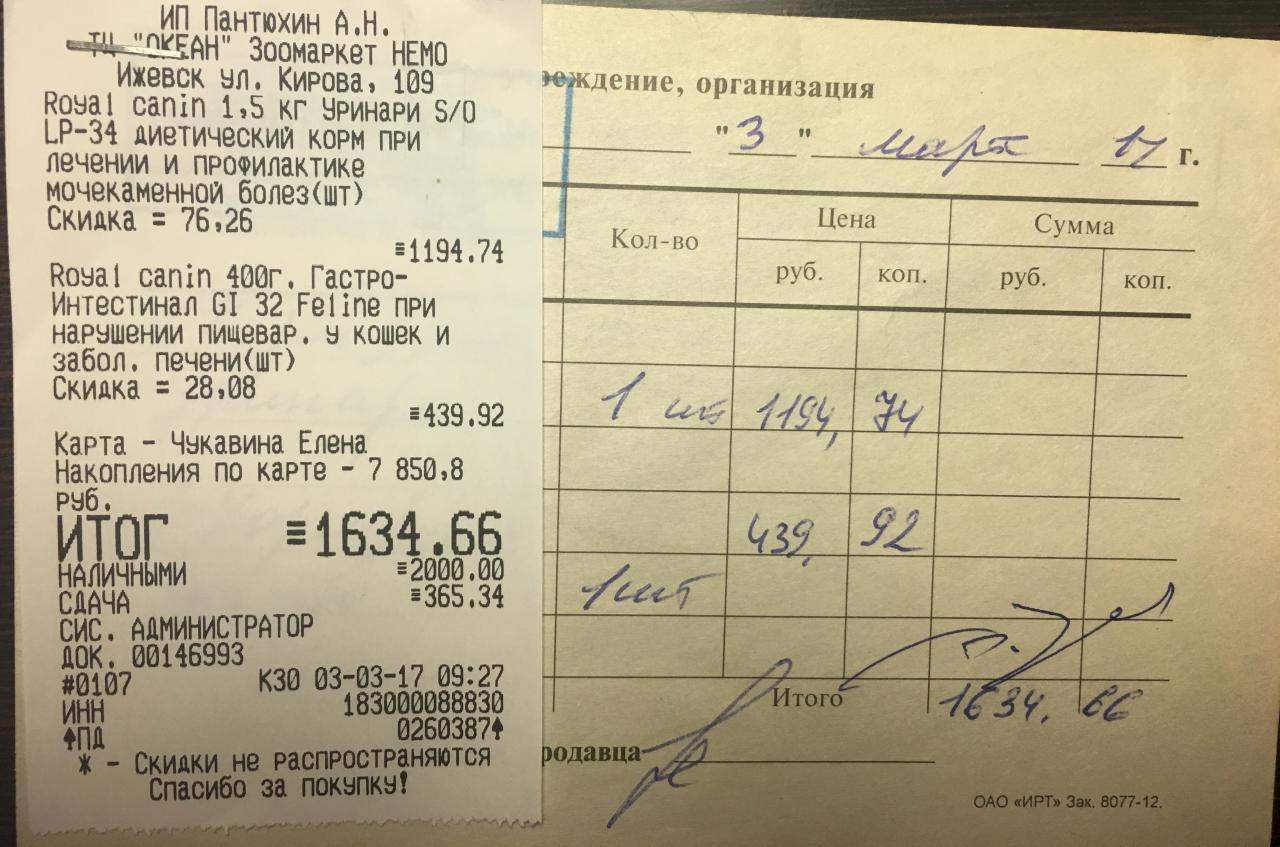 ИП Пантюхин А.Н.
ТЦ "ОКЕАН" Зоомаркет НЕМО
Ижевск ул. Кирова, 109
Royal canin 1,5 кг Уринари S/O
LP-34 диетический корм при
лечении и профилактике
мочекаменной болез(шт)
Скидка = 76,26
≡1194.74
Royal canin 400г. Гастро-
Интестинал GI 32 Feline при
нарушении пищевар. у кошек и
забол. печени(шт)
Скидка = 28,08
≡439.92
Карта - Чукавина Елена
Накопления по карте - 7 850,8
руб.
ИТОГ ≡1634.66
НАЛИЧНЫМИ ≡2000.00
СДАЧА ≡365.34
СИС. АДМИНИСТРАТОР
ДОК. 00146993
#0107 К30 03-03-17 09:27
ИНН 183000088830
ПД 0260387
* - Скидки не распространяются
Спасибо за покупку!
реждение, организация
"3" март 17 г.
Кол-во Цена Сумма
руб. коп. руб. коп.
1 шт 1194, 74
439, 92
1 шт
Итого 1634. 66
родавца
ОАО «ИРТ» Зак. 8077-12.